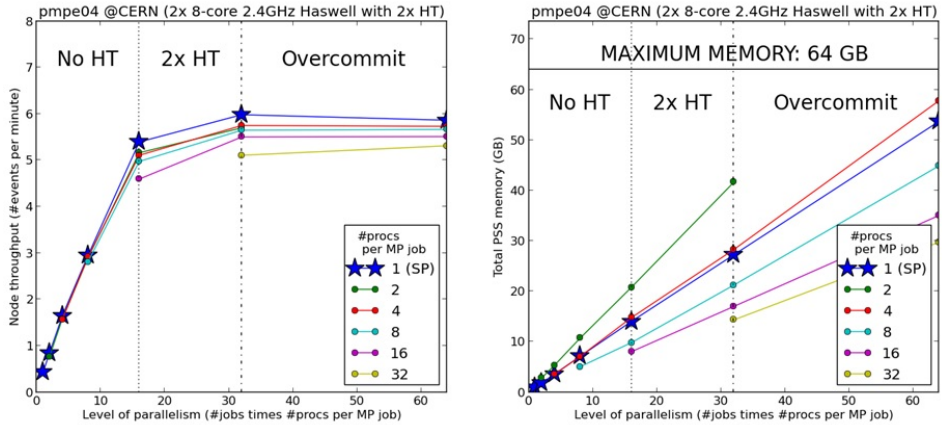 pmpe04 @CERN (2x 8-core 2.4GHz Haswell with 2x HT)
8
7
6
5
4
3
2
1
0
Node throughput (#events per minute)
No HT
2x HT
Overcommit
#procs
per MP job
1 (SP)
2
4
8
16
32
0 10 20 30 40 50 60
Level of parallelism (#jobs times #procs per MP job)
pmpe04 @CERN (2x 8-core 2.4GHz Haswell with 2x HT)
70
60
50
40
30
20
10
0
Total PSS memory (GB)
MAXIMUM MEMORY: 64 GB
No HT
2x HT
Overcommit
#procs
per MP job
1 (SP)
2
4
8
16
32
0 10 20 30 40 50 60
Level of parallelism (#jobs times #procs per MP job)